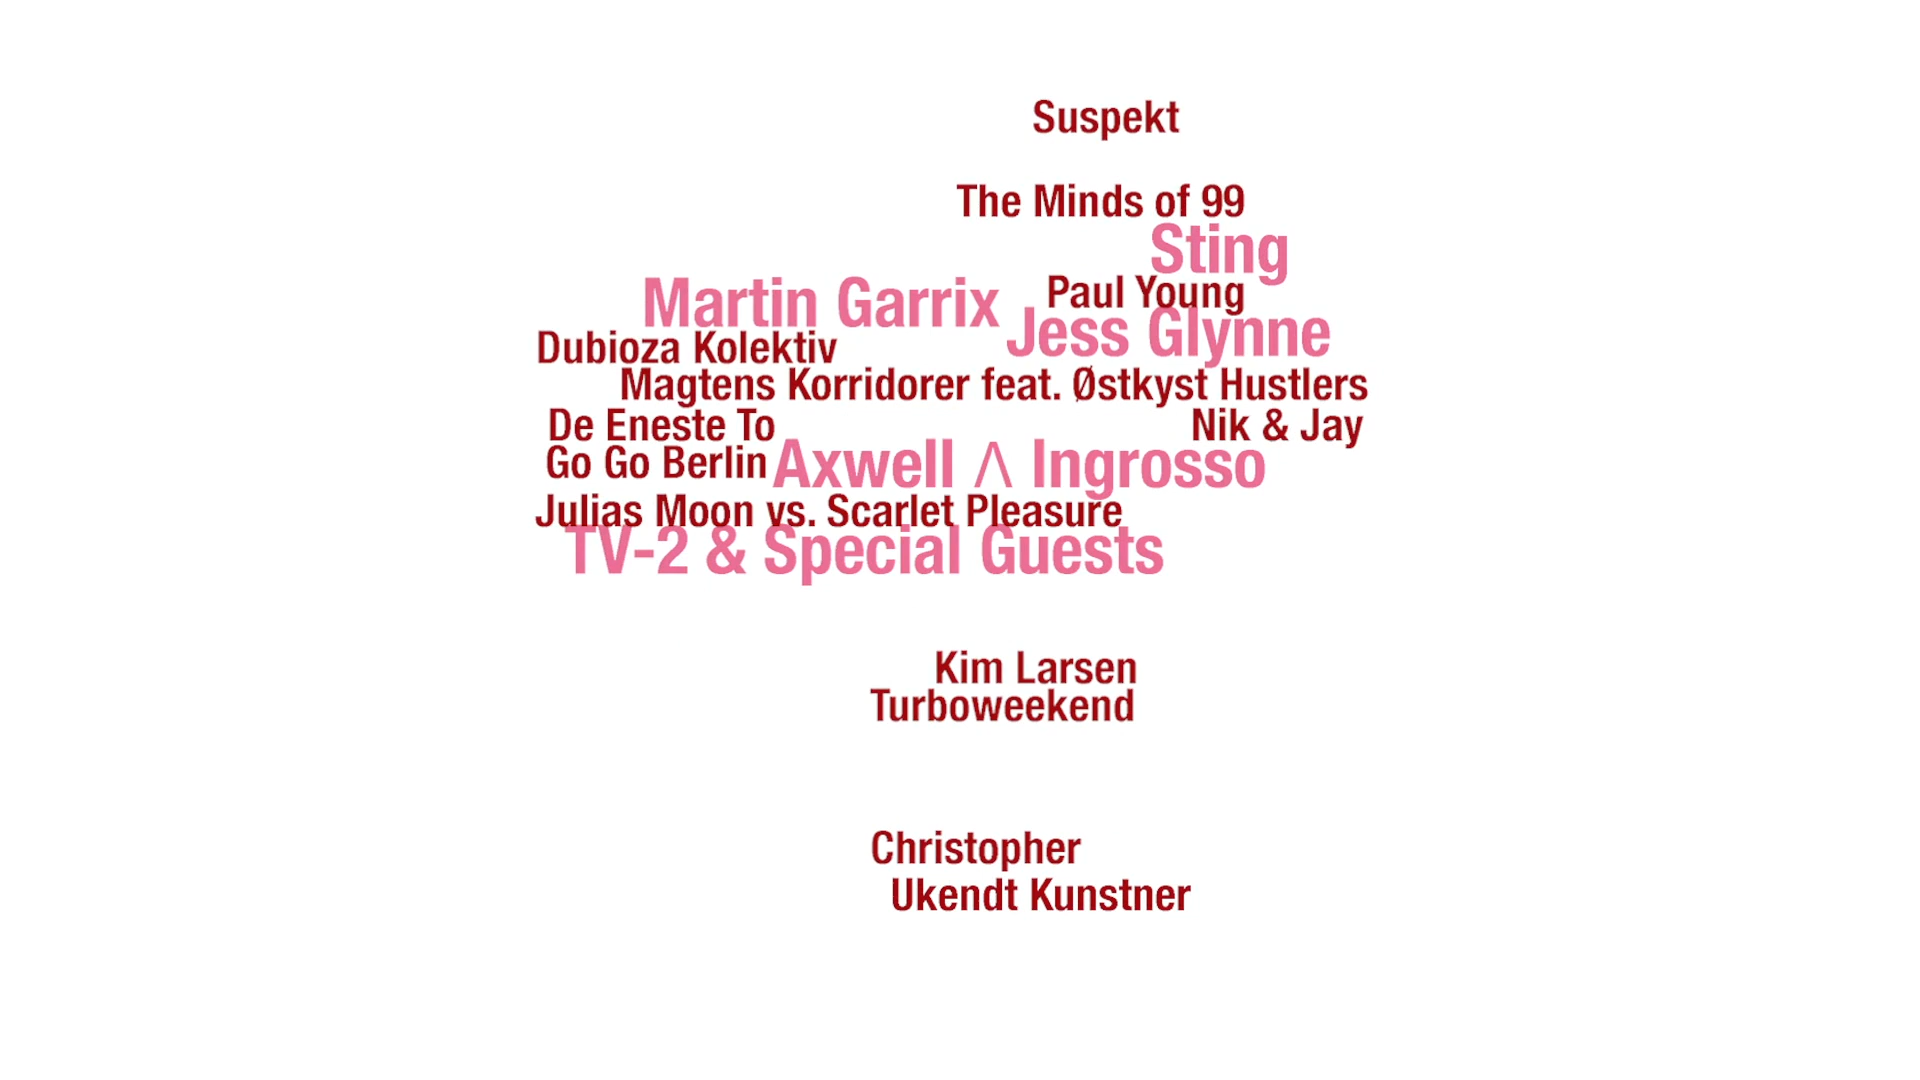 Suspekt
The Minds of 99
Sting
Martin Garrix
Paul Young
Jess Glynne
Dubioza Kolektiv
Magtens Korridorer feat. Østkyst Hustlers
De Eneste To
Nik & Jay
Go Go Berlin
Axwell Λ Ingrosso
Julias Moon vs. Scarlet Pleasure
TV-2 & Special Guests
Kim Larsen
Turboweekend
Christopher
Ukendt Kunstner